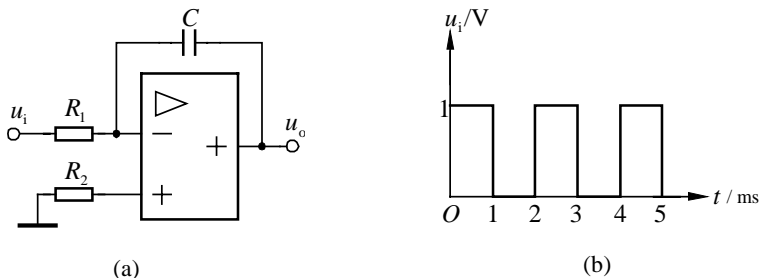 C
u_i
R_1
▷
−
+
u_o
R_2
+
(a)
u_i/V
1
O 1 2 3 4 5 t / ms
(b)